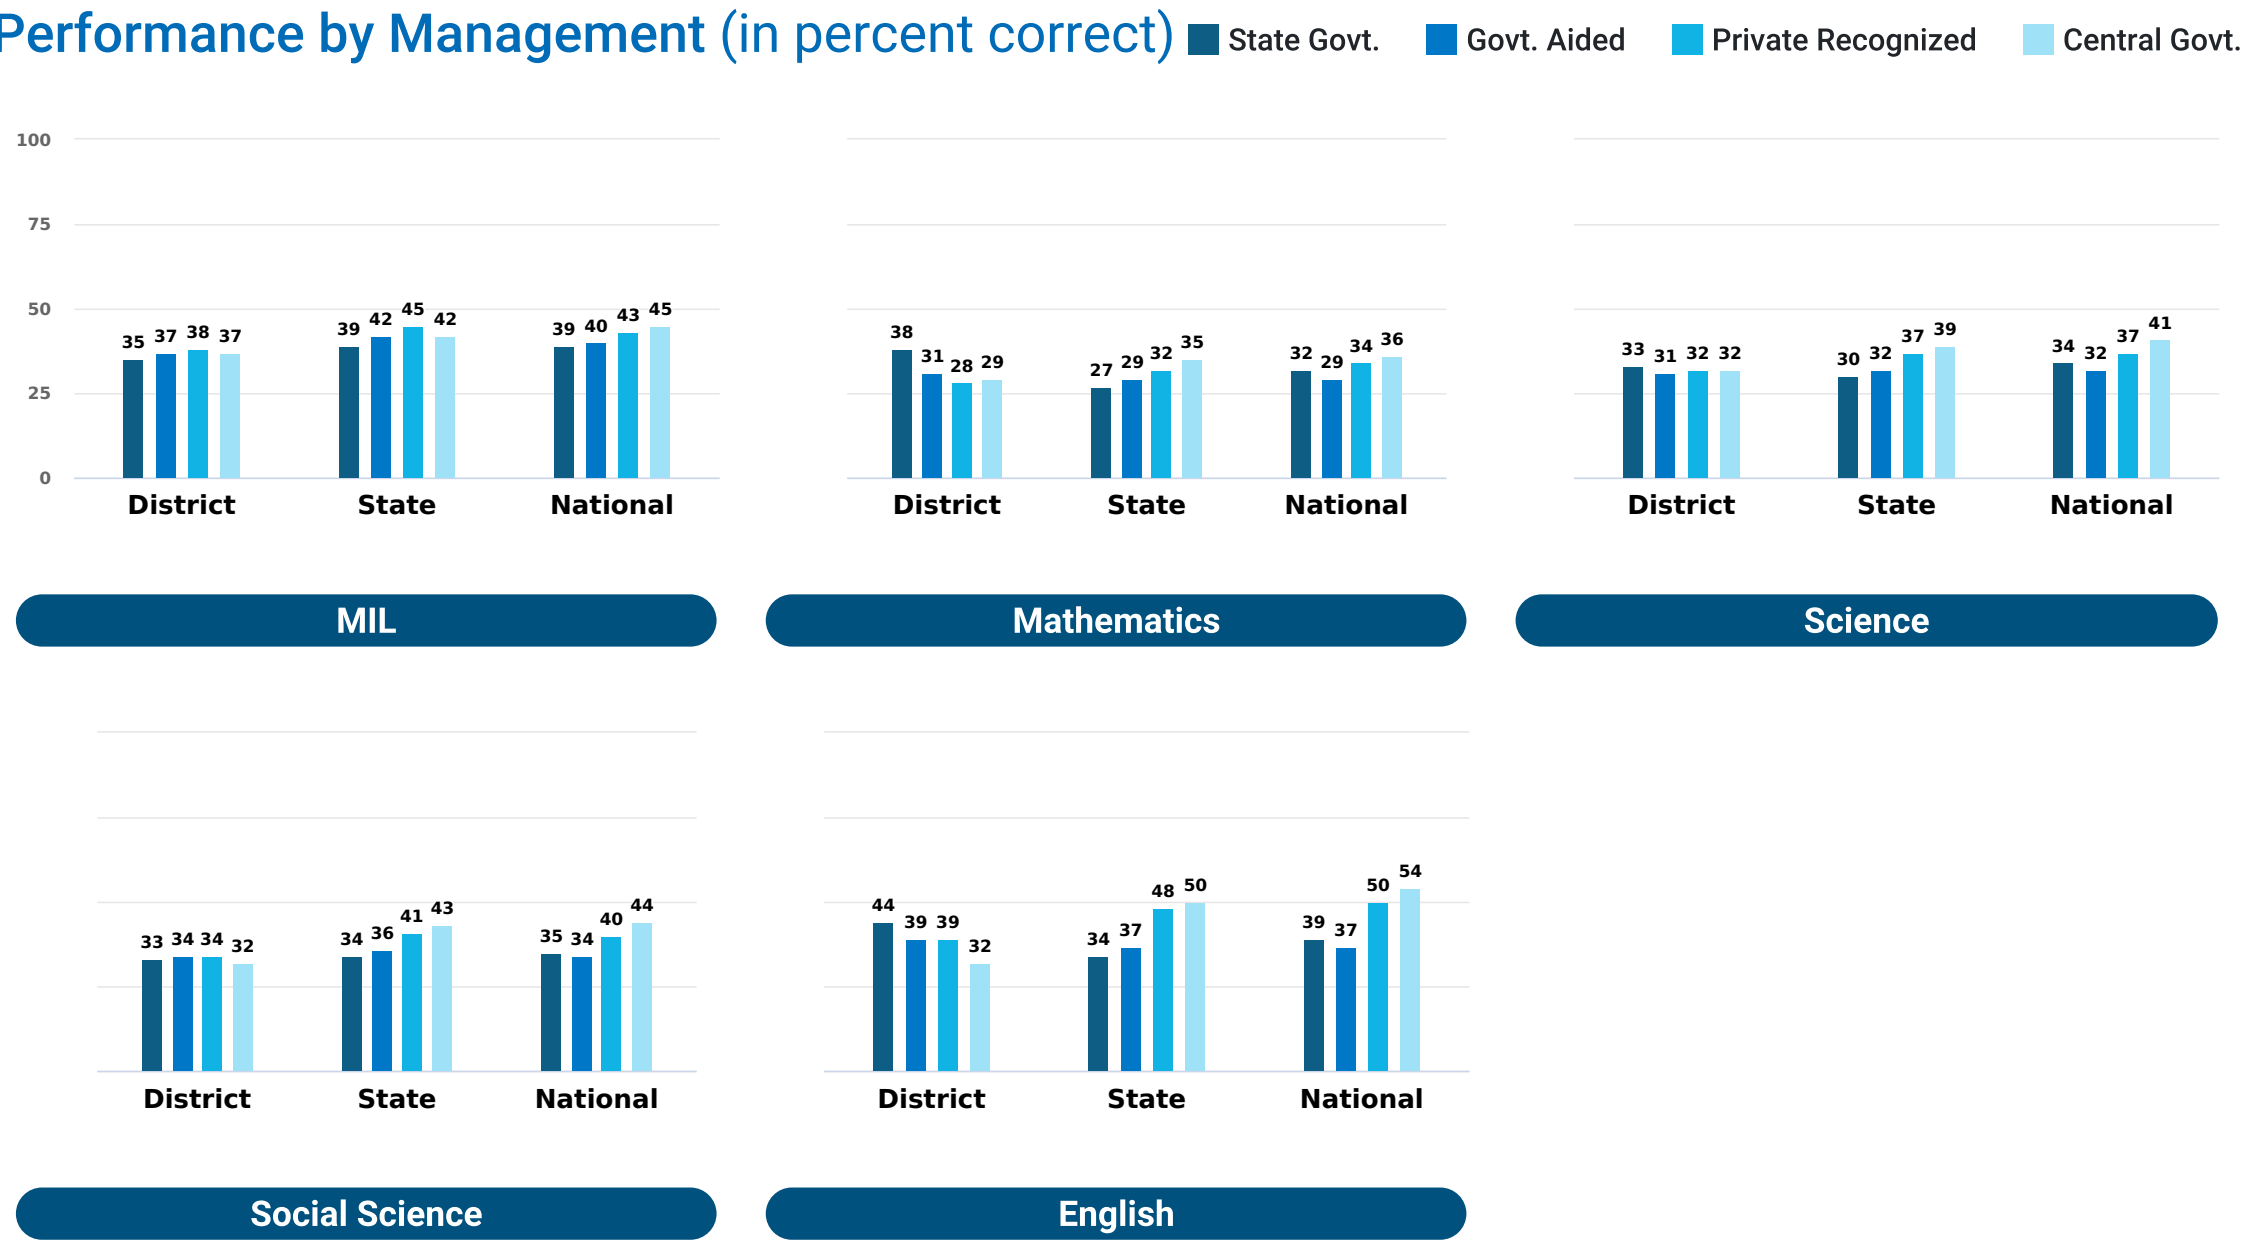 Performance by Management (in percent correct)
State Govt. Govt. Aided Private Recognized Central Govt.
100
75
50
25
0
35 37 38 37 39 42 45 42 39 40 43 45
District State National
MIL
38 31 28 29 27 29 32 35 32 29 34 36
District State National
Mathematics
33 31 32 32 30 32 37 39 34 32 37 41
District State National
Science
33 34 34 32 34 36 41 43 35 34 40 44
District State National
Social Science
44 39 39 32 34 37 48 50 39 37 50 54
District State National
English